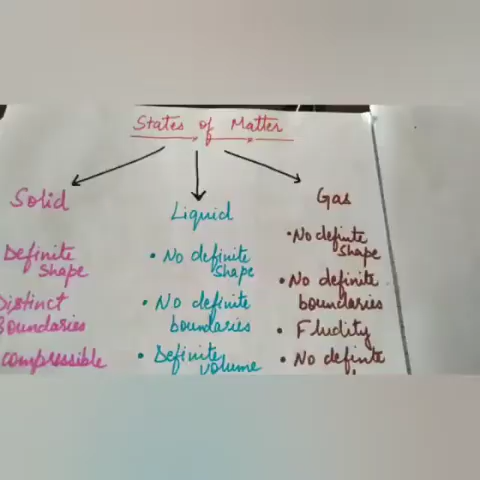 States of Matter
Solid
Definite
Shape
Distinct
Boundaries
compressible
Liquid
• No definite
Shape
• No definite
boundaries
• Definite
volume
Gas
• No definite
Shape
• No definite
boundaries
• Fludity
• No definite